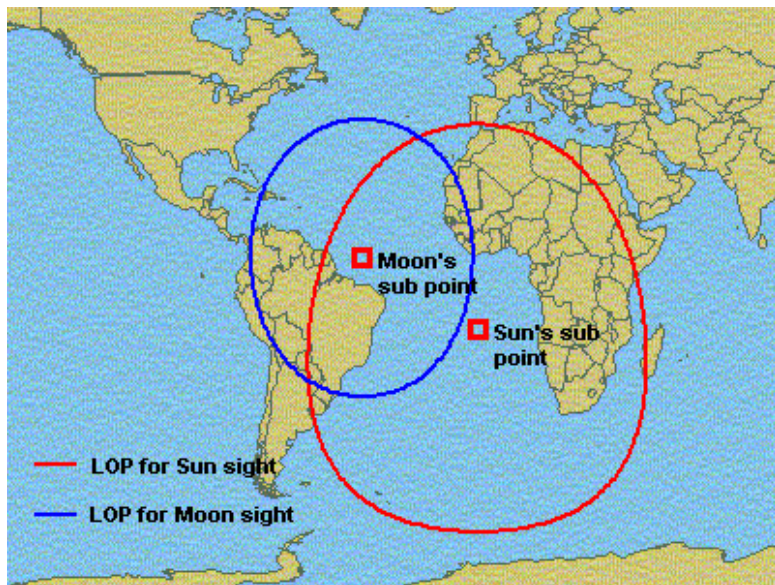 Moon's
sub point
Sun's sub
point
LOP for Sun sight
LOP for Moon sight